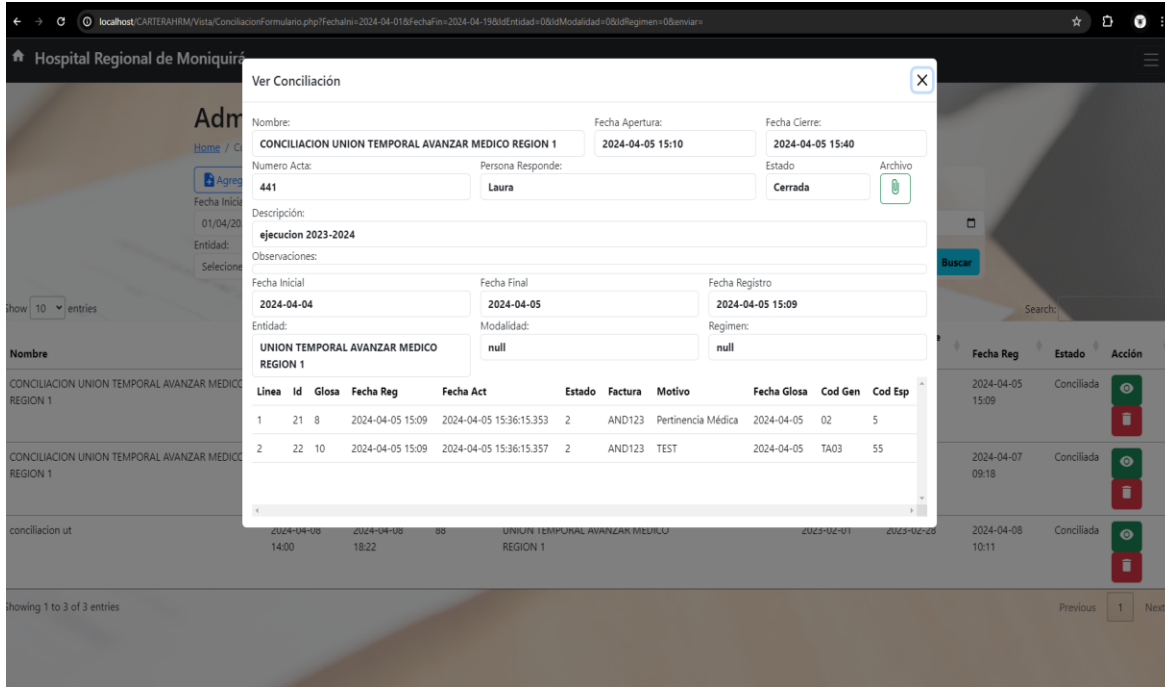 localhost/CARTERAHRM/Vista/ConciliacionFormulario.php?FechaIni=2024-04-01&FechaFin=2024-04-19&IdEntidad=0&IdModalidad=0&IdRegimen=0&enviar=
Hospital Regional de Moniquirá
Adm
Home / C
Agreg
Fecha Inicia
01/04/20
Entidad:
Selecione
Buscar
Ver Conciliación
Nombre: Fecha Apertura: Fecha Cierre:
CONCILIACION UNION TEMPORAL AVANZAR MEDICO REGION 1 2024-04-05 15:10 2024-04-05 15:40
Numero Acta: Persona Responde: Estado Archivo
441 Laura Cerrada
Descripción:
ejecucion 2023-2024
Observaciones:
Fecha Inicial Fecha Final Fecha Registro
2024-04-04 2024-04-05 2024-04-05 15:09
Entidad: Modalidad: Regimen:
UNION TEMPORAL AVANZAR MEDICO null null
REGION 1
Linea Id Glosa Fecha Reg Fecha Act Estado Factura Motivo Fecha Glosa Cod Gen Cod Esp
1 21 8 2024-04-05 15:09 2024-04-05 15:36:15.353 2 AND123 Pertinencia Médica 2024-04-05 02 5
2 22 10 2024-04-05 15:09 2024-04-05 15:36:15.357 2 AND123 TEST 2024-04-05 TA03 55
Show 10 entries Search:
Nombre e Fecha Reg Estado Acción
CONCILIACION UNION TEMPORAL AVANZAR MEDICO 2024-04-05 Conciliada
REGION 1 15:09
CONCILIACION UNION TEMPORAL AVANZAR MEDICO 2024-04-07 Conciliada
REGION 1 09:18
conciliacion ut 2024-04-08 2024-04-08 88 UNION TEMPORAL AVANZAR MEDICO 2023-02-01 2023-02-28 2024-04-08 Conciliada
14:00 18:22 REGION 1 10:11
Showing 1 to 3 of 3 entries Previous 1 Next